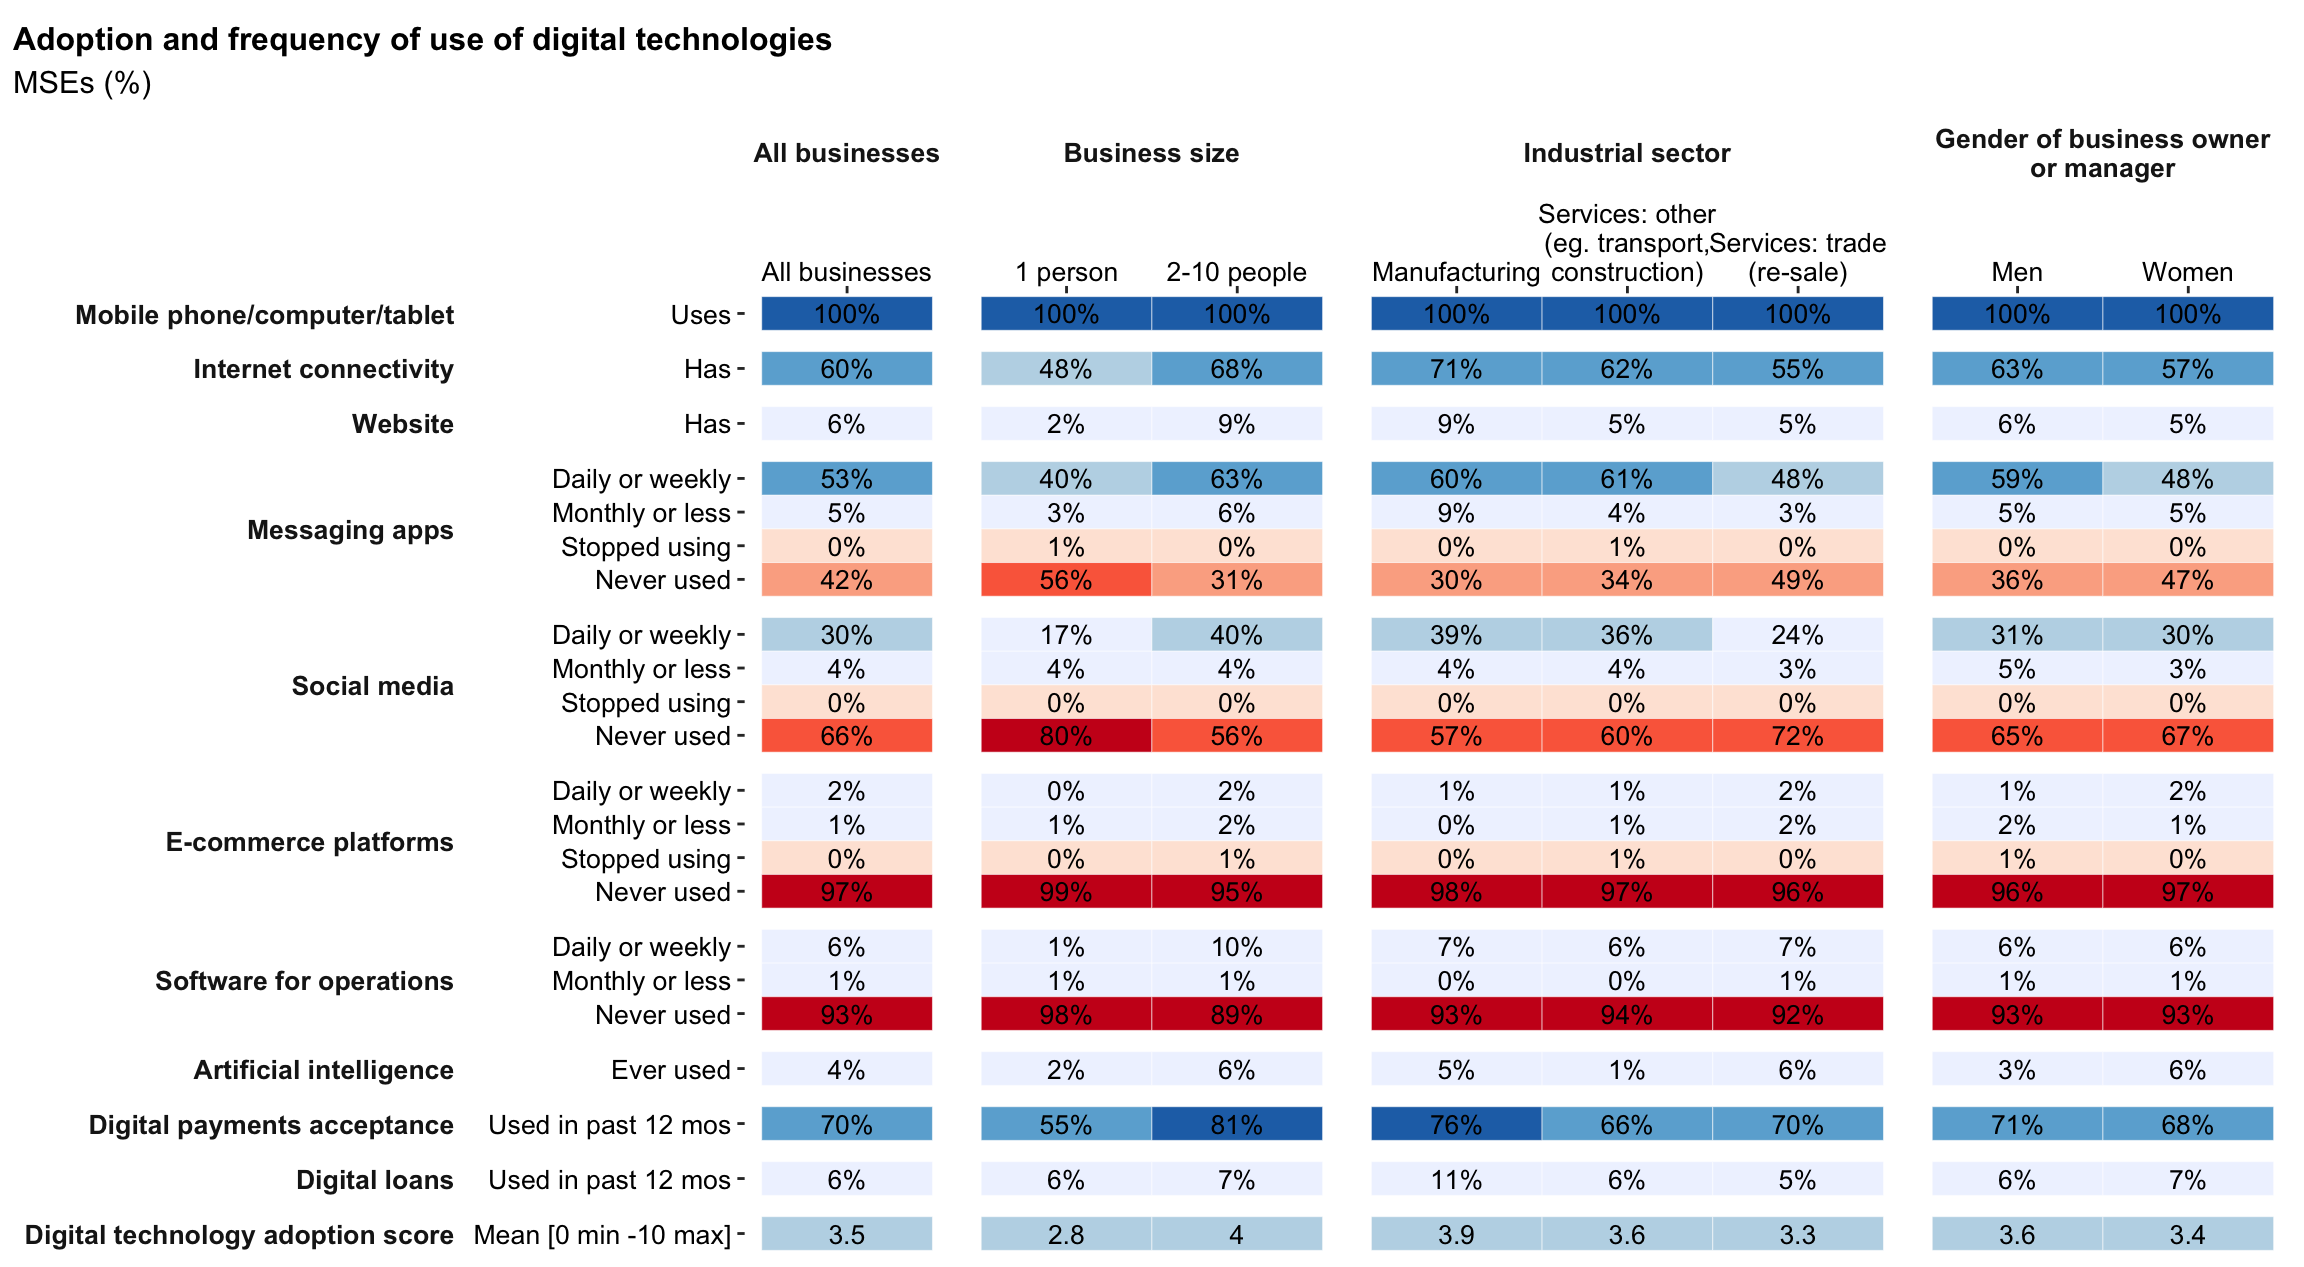 Adoption and frequency of use of digital technologies
MSEs (%)
All businesses Business size Industrial sector Gender of business owner
or manager
Services: other
(eg. transport, Services: trade
All businesses 1 person 2-10 people Manufacturing construction) (re-sale) Men Women
Mobile phone/computer/tablet Uses 100% 100% 100% 100% 100% 100% 100% 100%
Internet connectivity Has 60% 48% 68% 71% 62% 55% 63% 57%
Website Has 6% 2% 9% 9% 5% 5% 6% 5%
Messaging apps
Daily or weekly 53% 40% 63% 60% 61% 48% 59% 48%
Monthly or less 5% 3% 6% 9% 4% 3% 5% 5%
Stopped using 0% 1% 0% 0% 1% 0% 0% 0%
Never used 42% 56% 31% 30% 34% 49% 36% 47%
Social media
Daily or weekly 30% 17% 40% 39% 36% 24% 31% 30%
Monthly or less 4% 4% 4% 4% 4% 3% 5% 3%
Stopped using 0% 0% 0% 0% 0% 0% 0% 0%
Never used 66% 80% 56% 57% 60% 72% 65% 67%
E-commerce platforms
Daily or weekly 2% 0% 2% 1% 1% 2% 1% 2%
Monthly or less 1% 1% 2% 0% 1% 2% 2% 1%
Stopped using 0% 0% 1% 0% 1% 0% 1% 0%
Never used 97% 99% 95% 98% 97% 96% 96% 97%
Software for operations
Daily or weekly 6% 1% 10% 7% 6% 7% 6% 6%
Monthly or less 1% 1% 1% 0% 0% 1% 1% 1%
Never used 93% 98% 89% 93% 94% 92% 93% 93%
Artificial intelligence Ever used 4% 2% 6% 5% 1% 6% 3% 6%
Digital payments acceptance Used in past 12 mos 70% 55% 81% 76% 66% 70% 71% 68%
Digital loans Used in past 12 mos 6% 6% 7% 11% 6% 5% 6% 7%
Digital technology adoption score Mean [0 min -10 max] 3.5 2.8 4 3.9 3.6 3.3 3.6 3.4